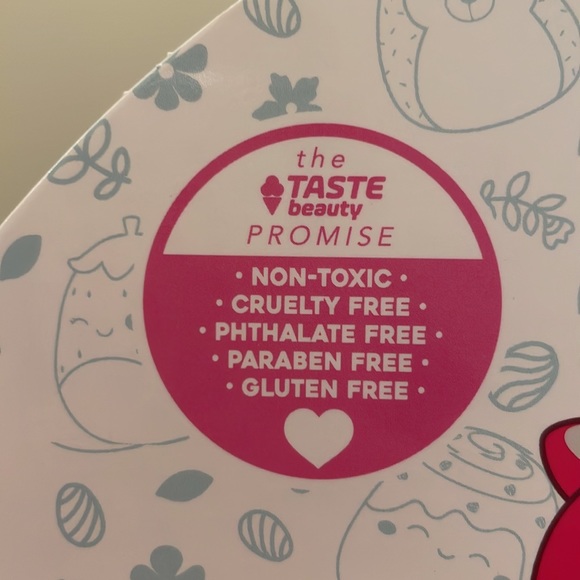 the
TASTE
beauty
PROMISE
• NON-TOXIC •
• CRUELTY FREE •
• PHTHALATE FREE •
• PARABEN FREE •
• GLUTEN FREE •